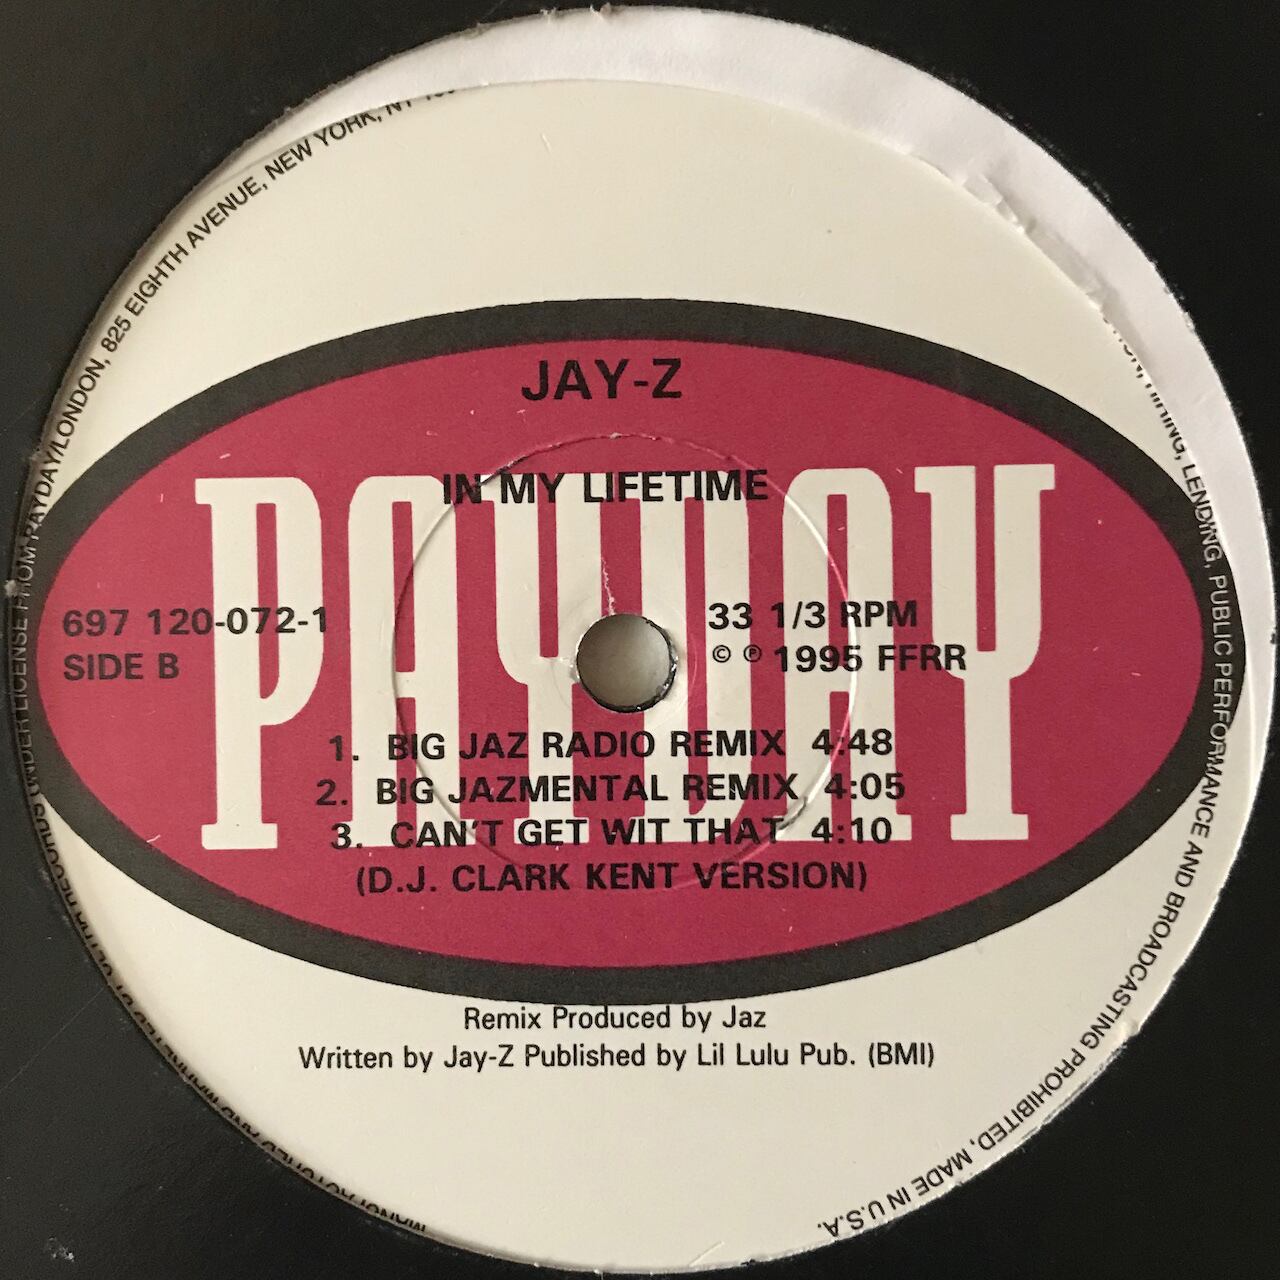 JAY-Z
IN MY LIFETIME
PAYDAY
697 120-072-1
SIDE B
33 1/3 RPM
© ℗ 1995 FFRR
1. BIG JAZ RADIO REMIX 4:48
2. BIG JAZMENTAL REMIX 4:05
3. CAN'T GET WIT THAT 4:10
(D.J. CLARK KENT VERSION)
Remix Produced by Jaz
Written by Jay-Z Published by Lil Lulu Pub. (BMI)
UNDER LICENSE FROM PAYDAY/LONDON, 825 EIGHTH AVENUE, NEW YORK, NY
HIRING, LENDING, PUBLIC PERFORMANCE AND BROADCASTING PROHIBITED, MADE IN U.S.A.